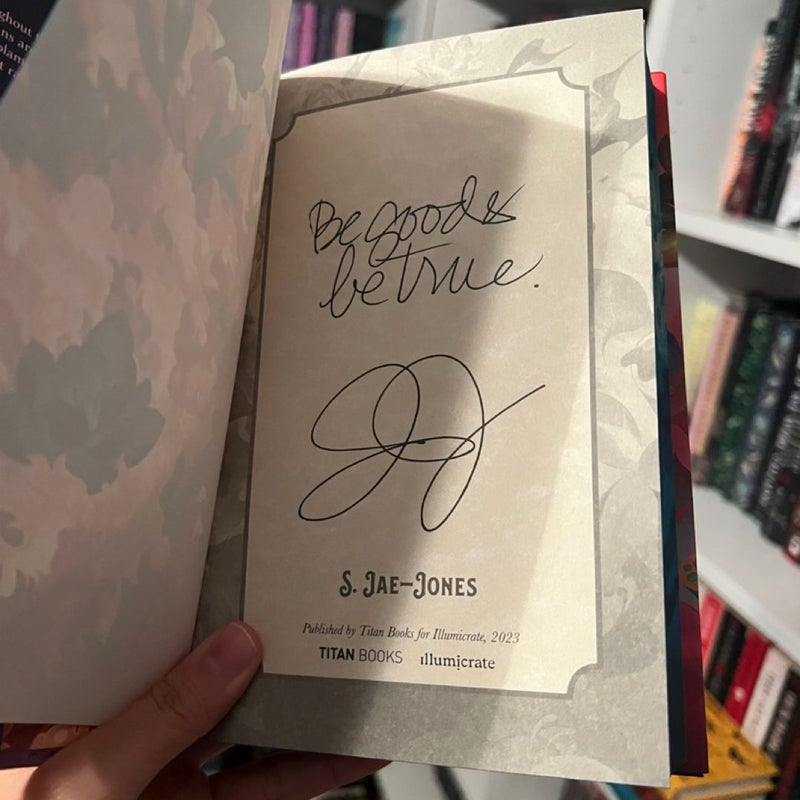 Be good &
be true.
S. JAE-JONES
Published by Titan Books for Illumicrate, 2023
TITAN BOOKS illumicrate